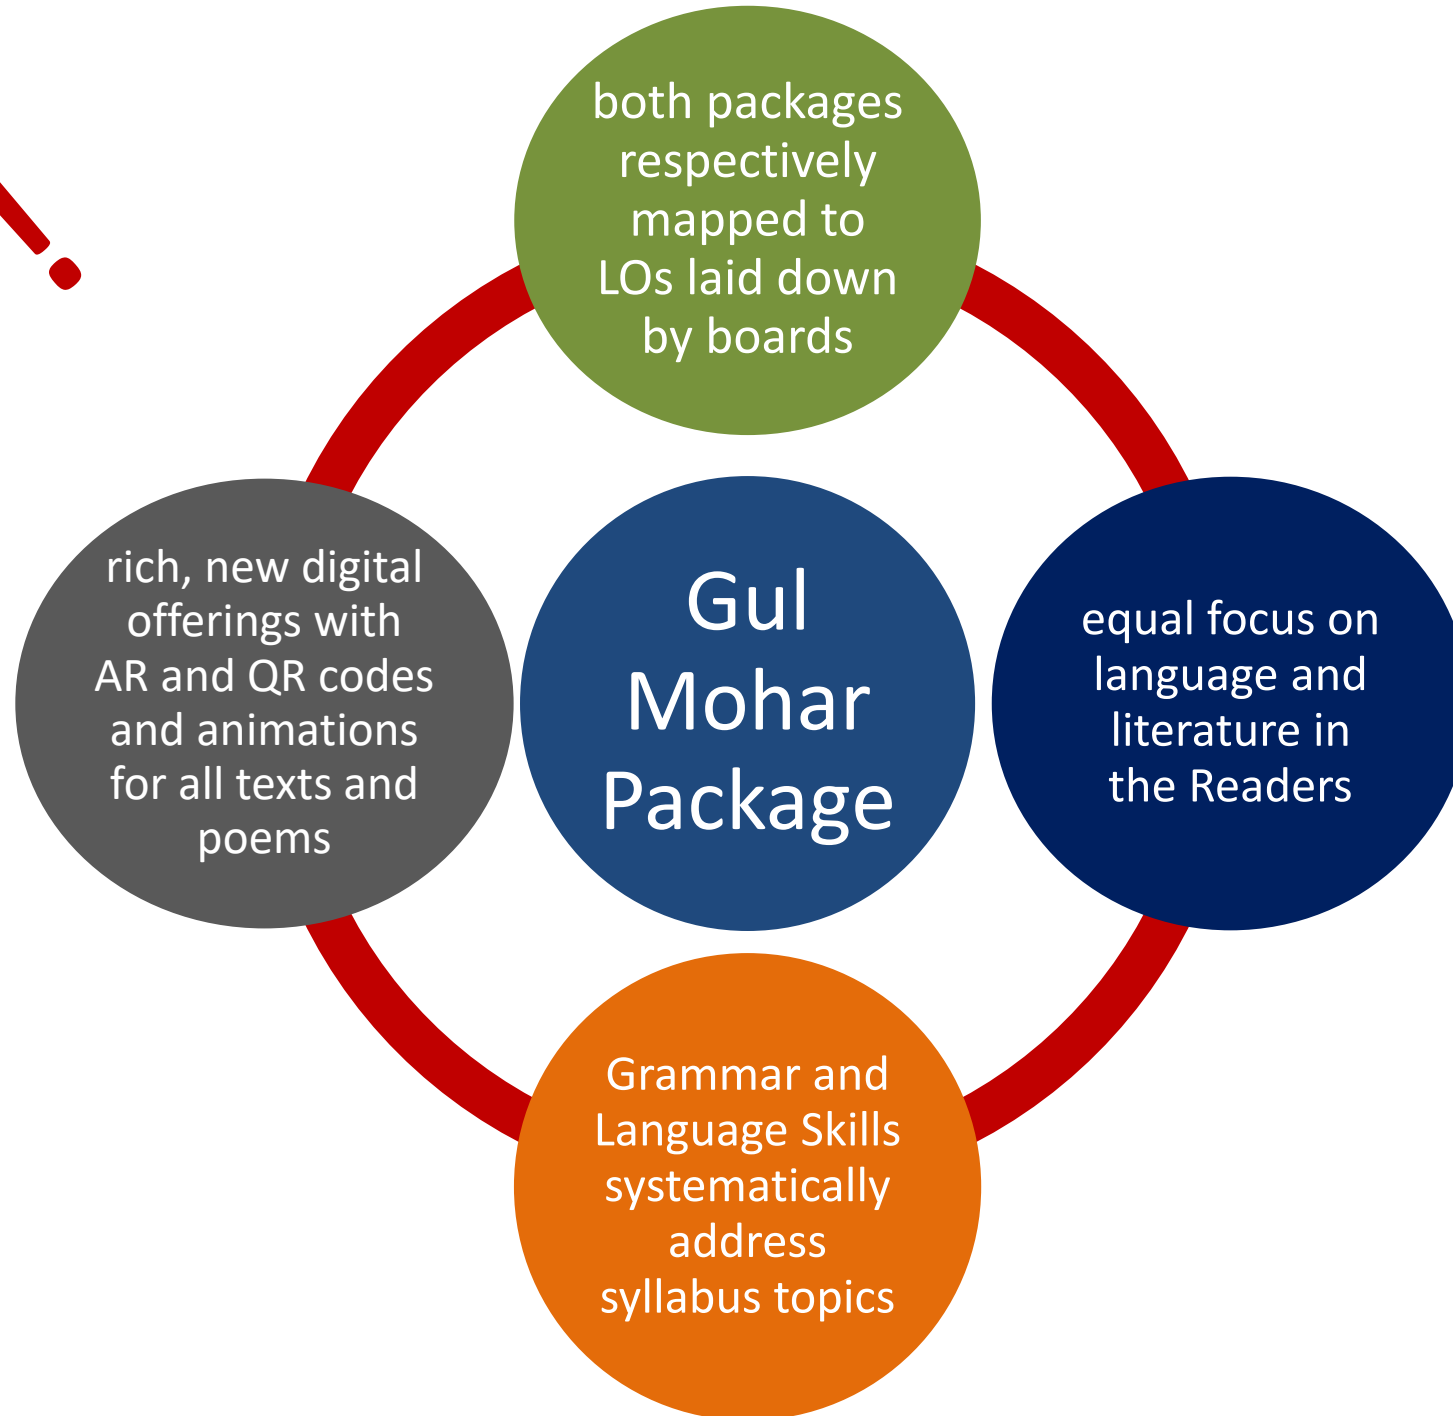 both packages
respectively
mapped to
LOs laid down
by boards
rich, new digital
offerings with
AR and QR codes
and animations
for all texts and
poems
Gul
Mohar
Package
equal focus on
language and
literature in
the Readers
Grammar and
Language Skills
systematically
address
syllabus topics